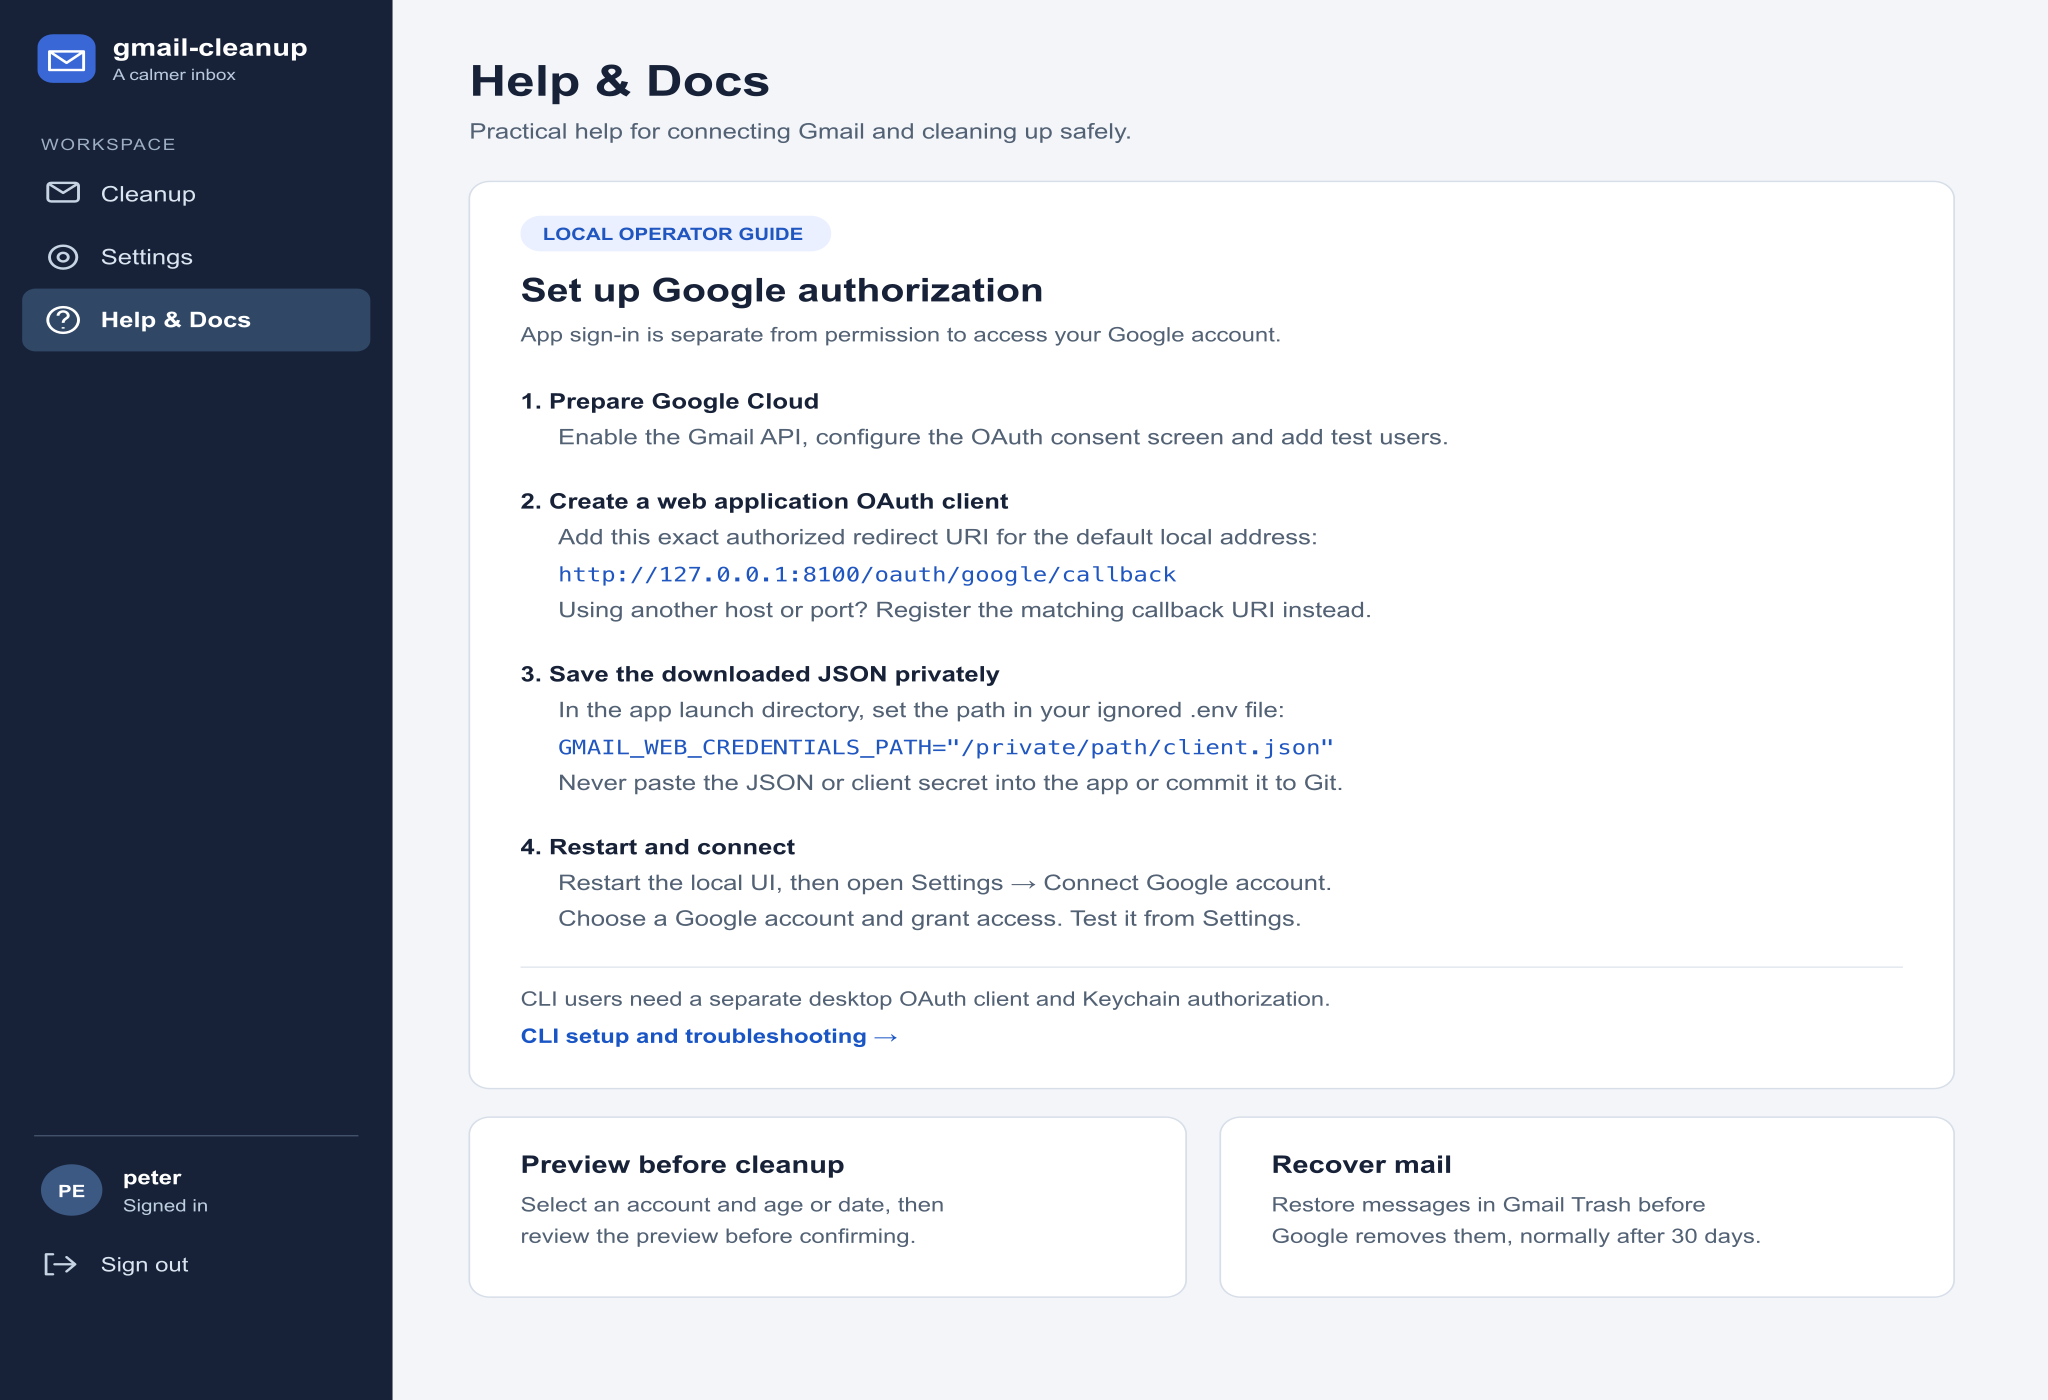 gmail-cleanup
A calmer inbox
WORKSPACE
Cleanup
Settings
Help & Docs
peter
PE
Signed in
Sign out
Help & Docs
Practical help for connecting Gmail and cleaning up safely.
LOCAL OPERATOR GUIDE
Set up Google authorization
App sign-in is separate from permission to access your Google account.
1. Prepare Google Cloud
Enable the Gmail API, configure the OAuth consent screen and add test users.
2. Create a web application OAuth client
Add this exact authorized redirect URI for the default local address:
http://127.0.0.1:8100/oauth/google/callback
Using another host or port? Register the matching callback URI instead.
3. Save the downloaded JSON privately
In the app launch directory, set the path in your ignored .env file:
GMAIL_WEB_CREDENTIALS_PATH="/private/path/client.json"
Never paste the JSON or client secret into the app or commit it to Git.
4. Restart and connect
Restart the local UI, then open Settings → Connect Google account.
Choose a Google account and grant access. Test it from Settings.
CLI users need a separate desktop OAuth client and Keychain authorization.
CLI setup and troubleshooting →
Preview before cleanup
Select an account and age or date, then
review the preview before confirming.
Recover mail
Restore messages in Gmail Trash before
Google removes them, normally after 30 days.